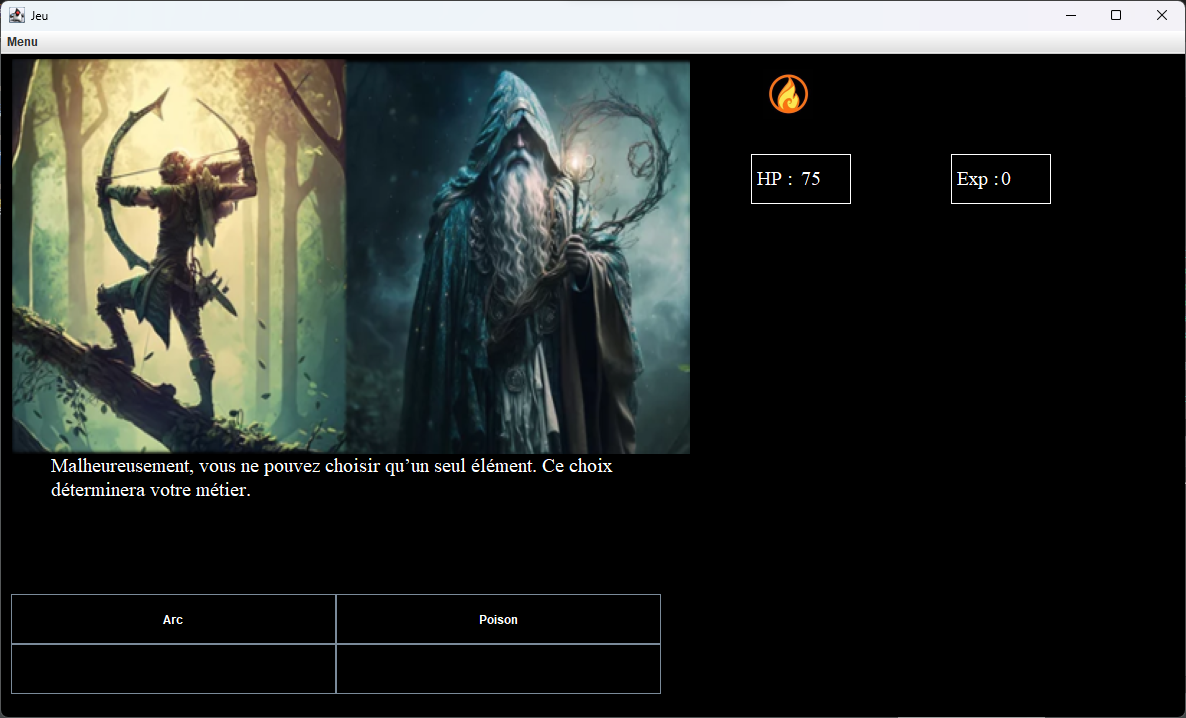 Jeu
Menu
HP : 75
Exp :0
Malheureusement, vous ne pouvez choisir qu’un seul élément. Ce choix
déterminera votre métier.
Arc
Poison